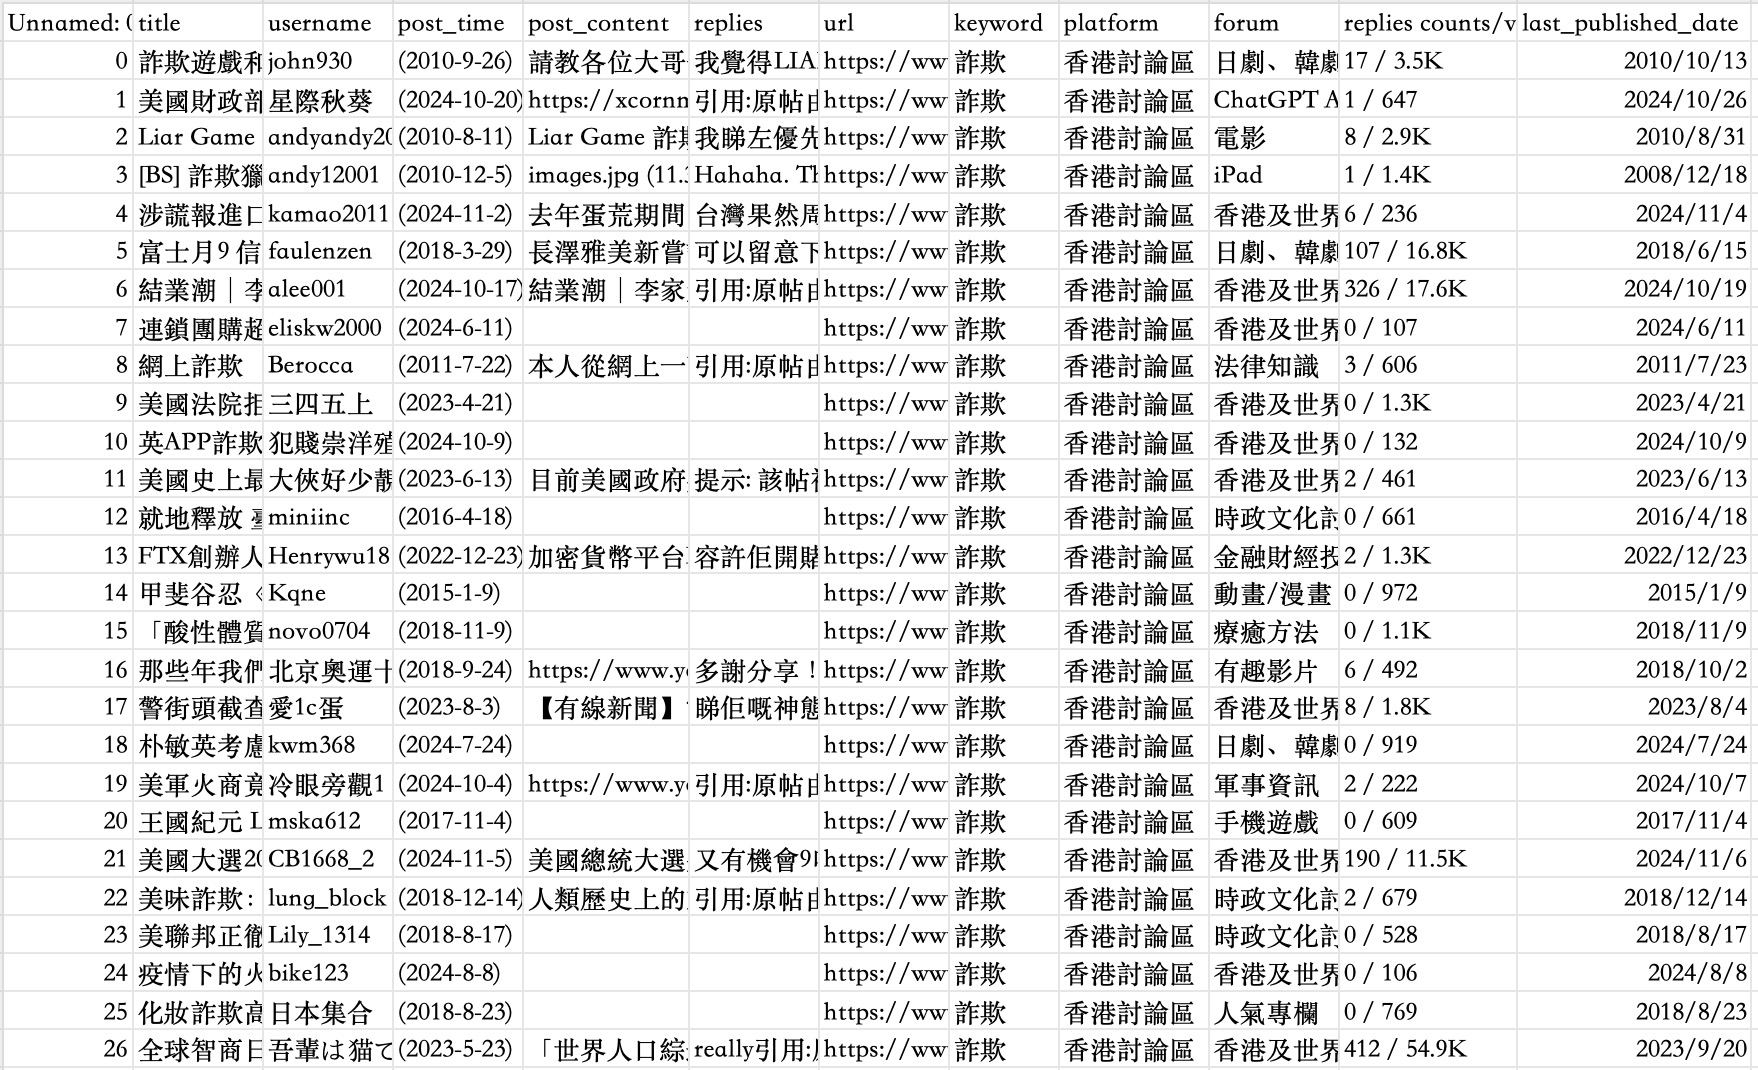 Unnamed: 0 title username post_time post_content replies url keyword platform forum replies counts/v last_published_date
0 詐欺遊戲和 john930 (2010-9-26) 請教各位大哥 我覺得LIA https://ww 詐欺 香港討論區 日劇、韓劇 17 / 3.5K 2010/10/13
1 美國財政部 星際秋葵 (2024-10-20) https://xcornn 引用:原帖由 https://ww 詐欺 香港討論區 ChatGPT A 1 / 647 2024/10/26
2 Liar Game andyandy20 (2010-8-11) Liar Game 詐欺 我睇左優先 https://ww 詐欺 香港討論區 電影 8 / 2.9K 2010/8/31
3 [BS] 詐欺獵 andy12001 (2010-12-5) images.jpg (11.3 Hahaha. Th https://ww 詐欺 香港討論區 iPad 1 / 1.4K 2008/12/18
4 涉謊報進口 kamao2011 (2024-11-2) 去年蛋荒期間 台灣果然周 https://ww 詐欺 香港討論區 香港及世界 6 / 236 2024/11/4
5 富士月9 信 faulenzen (2018-3-29) 長澤雅美新嘗 可以留意下 https://ww 詐欺 香港討論區 日劇、韓劇 107 / 16.8K 2018/6/15
6 結業潮｜李 alee001 (2024-10-17) 結業潮｜李家 引用:原帖由 https://ww 詐欺 香港討論區 香港及世界 326 / 17.6K 2024/10/19
7 連鎖團購超 eliskw2000 (2024-6-11) https://ww 詐欺 香港討論區 香港及世界 0 / 107 2024/6/11
8 網上詐欺 Berocca (2011-7-22) 本人從網上一 引用:原帖由 https://ww 詐欺 香港討論區 法律知識 3 / 606 2011/7/23
9 美國法院拒 三四五上 (2023-4-21) https://ww 詐欺 香港討論區 香港及世界 0 / 1.3K 2023/4/21
10 英APP詐欺 犯賤崇洋殖 (2024-10-9) https://ww 詐欺 香港討論區 香港及世界 0 / 132 2024/10/9
11 美國史上最 大俠好少靚 (2023-6-13) 目前美國政府 提示: 該帖被 https://ww 詐欺 香港討論區 香港及世界 2 / 461 2023/6/13
12 就地釋放 臺 miniinc (2016-4-18) https://ww 詐欺 香港討論區 時政文化討 0 / 661 2016/4/18
13 FTX創辦人 Henrywu18 (2022-12-23) 加密貨幣平台 容許佢開賭 https://ww 詐欺 香港討論區 金融財經投 2 / 1.3K 2022/12/23
14 甲斐谷忍《 Kqne (2015-1-9) https://ww 詐欺 香港討論區 動畫/漫畫 0 / 972 2015/1/9
15 「酸性體質 novo0704 (2018-11-9) https://ww 詐欺 香港討論區 療癒方法 0 / 1.1K 2018/11/9
16 那些年我們 北京奧運十 (2018-9-24) https://www.yo 多謝分享！ https://ww 詐欺 香港討論區 有趣影片 6 / 492 2018/10/2
17 警街頭截查 愛1c蛋 (2023-8-3) 【有線新聞】 睇佢嘅神態 https://ww 詐欺 香港討論區 香港及世界 8 / 1.8K 2023/8/4
18 朴敏英考慮 kwm368 (2024-7-24) https://ww 詐欺 香港討論區 日劇、韓劇 0 / 919 2024/7/24
19 美軍火商竟 冷眼旁觀1 (2024-10-4) https://www.yo 引用:原帖由 https://ww 詐欺 香港討論區 軍事資訊 2 / 222 2024/10/7
20 王國紀元 L mska612 (2017-11-4) https://ww 詐欺 香港討論區 手機遊戲 0 / 609 2017/11/4
21 美國大選20 CB1668_2 (2024-11-5) 美國總統大選 又有機會9 https://ww 詐欺 香港討論區 香港及世界 190 / 11.5K 2024/11/6
22 美味詐欺: lung_block (2018-12-14) 人類歷史上的 引用:原帖由 https://ww 詐欺 香港討論區 時政文化討 2 / 679 2018/12/14
23 美聯邦正徹 Lily_1314 (2018-8-17) https://ww 詐欺 香港討論區 時政文化討 0 / 528 2018/8/17
24 疫情下的火 bike123 (2024-8-8) https://ww 詐欺 香港討論區 香港及世界 0 / 106 2024/8/8
25 化妝詐欺高 日本集合 (2018-8-23) https://ww 詐欺 香港討論區 人氣專欄 0 / 769 2018/8/23
26 全球智商日 吾輩は猫で (2023-5-23) 「世界人口綜 really引用: https://ww 詐欺 香港討論區 香港及世界 412 / 54.9K 2023/9/20